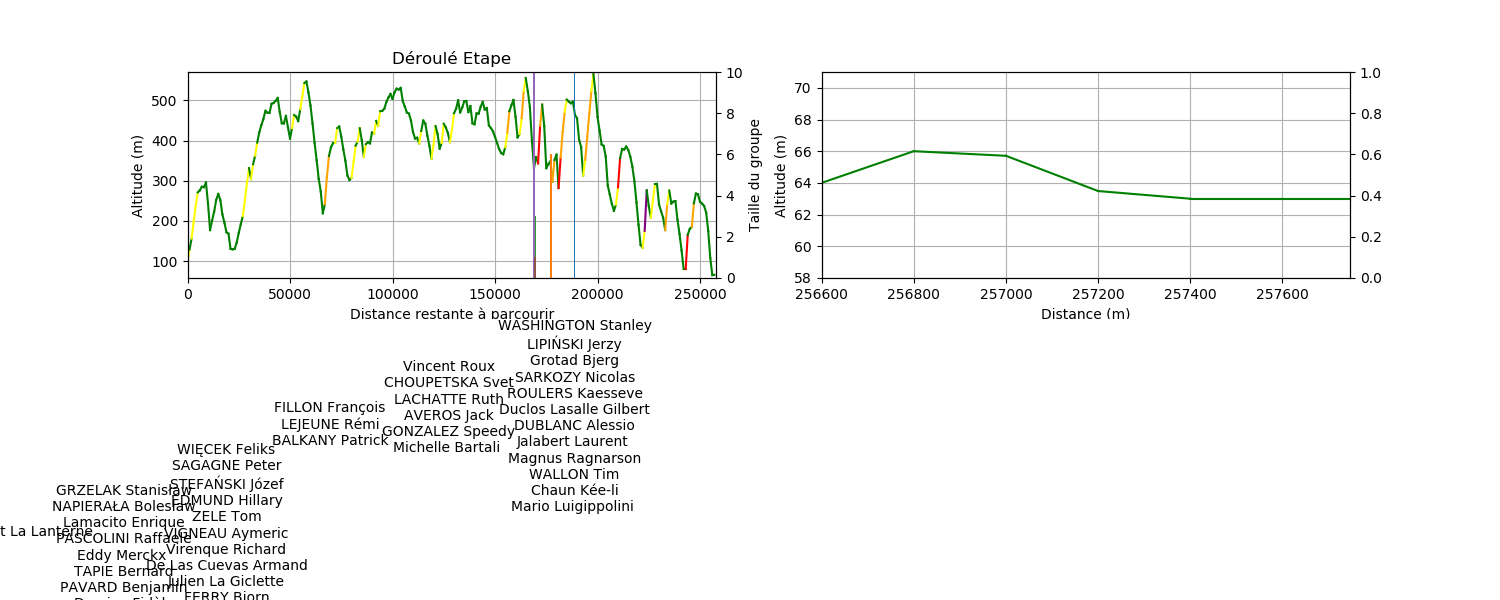 Déroulé Etape
500
400
300
200
100
Altitude (m)
0
50000
100000
150000
200000
250000
Distance restante à parcourir
10
8
6
4
2
0
Taille du groupe
70
68
66
64
62
60
58
Altitude (m)
256600
256800
257000
257200
257400
257600
Distance (m)
1.0
0.8
0.6
0.4
0.2
0.0
WASHINGTON Stanley
LIPIŃSKI Jerzy
Grotad Bjerg
SARKOZY Nicolas
ROULERS Kaesseve
Duclos Lasalle Gilbert
DUBLANC Alessio
Jalabert Laurent
Magnus Ragnarson
WALLON Tim
Chaun Kée-li
Mario Luigippolini
Vincent Roux
CHOUPETSKA Svet
LACHATTE Ruth
AVEROS Jack
GONZALEZ Speedy
Michelle Bartali
FILLON François
LEJEUNE Rémi
BALKANY Patrick
WIĘCEK Feliks
SAGAGNE Peter
STEFAŃSKI Józef
EDMUND Hillary
ZELE Tom
VIGNEAU Aymeric
Virenque Richard
De Las Cuevas Armand
Julien La Giclette
FERRY Bjorn
GRZELAK Stanisław
NAPIERAŁA Bolesław
Lamacito Enrique
PASCOLINI Raffaele
Eddy Merckx
TAPIE Bernard
PAVARD Benjamin
t La Lanterne